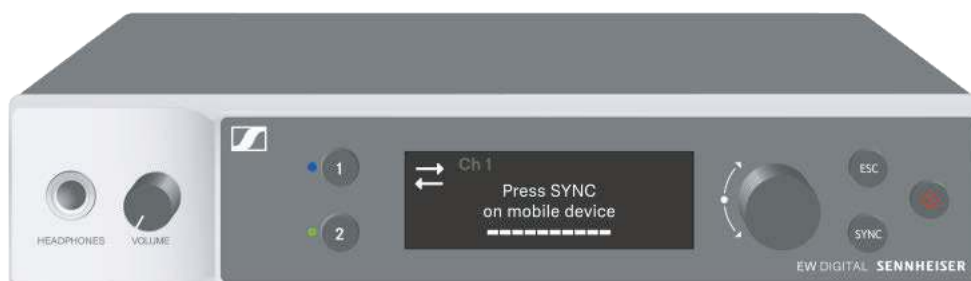 Ch 1
Press SYNC
on mobile device
1
2
ESC
SYNC
HEADPHONES
VOLUME
EW DIGITAL SENNHEISER